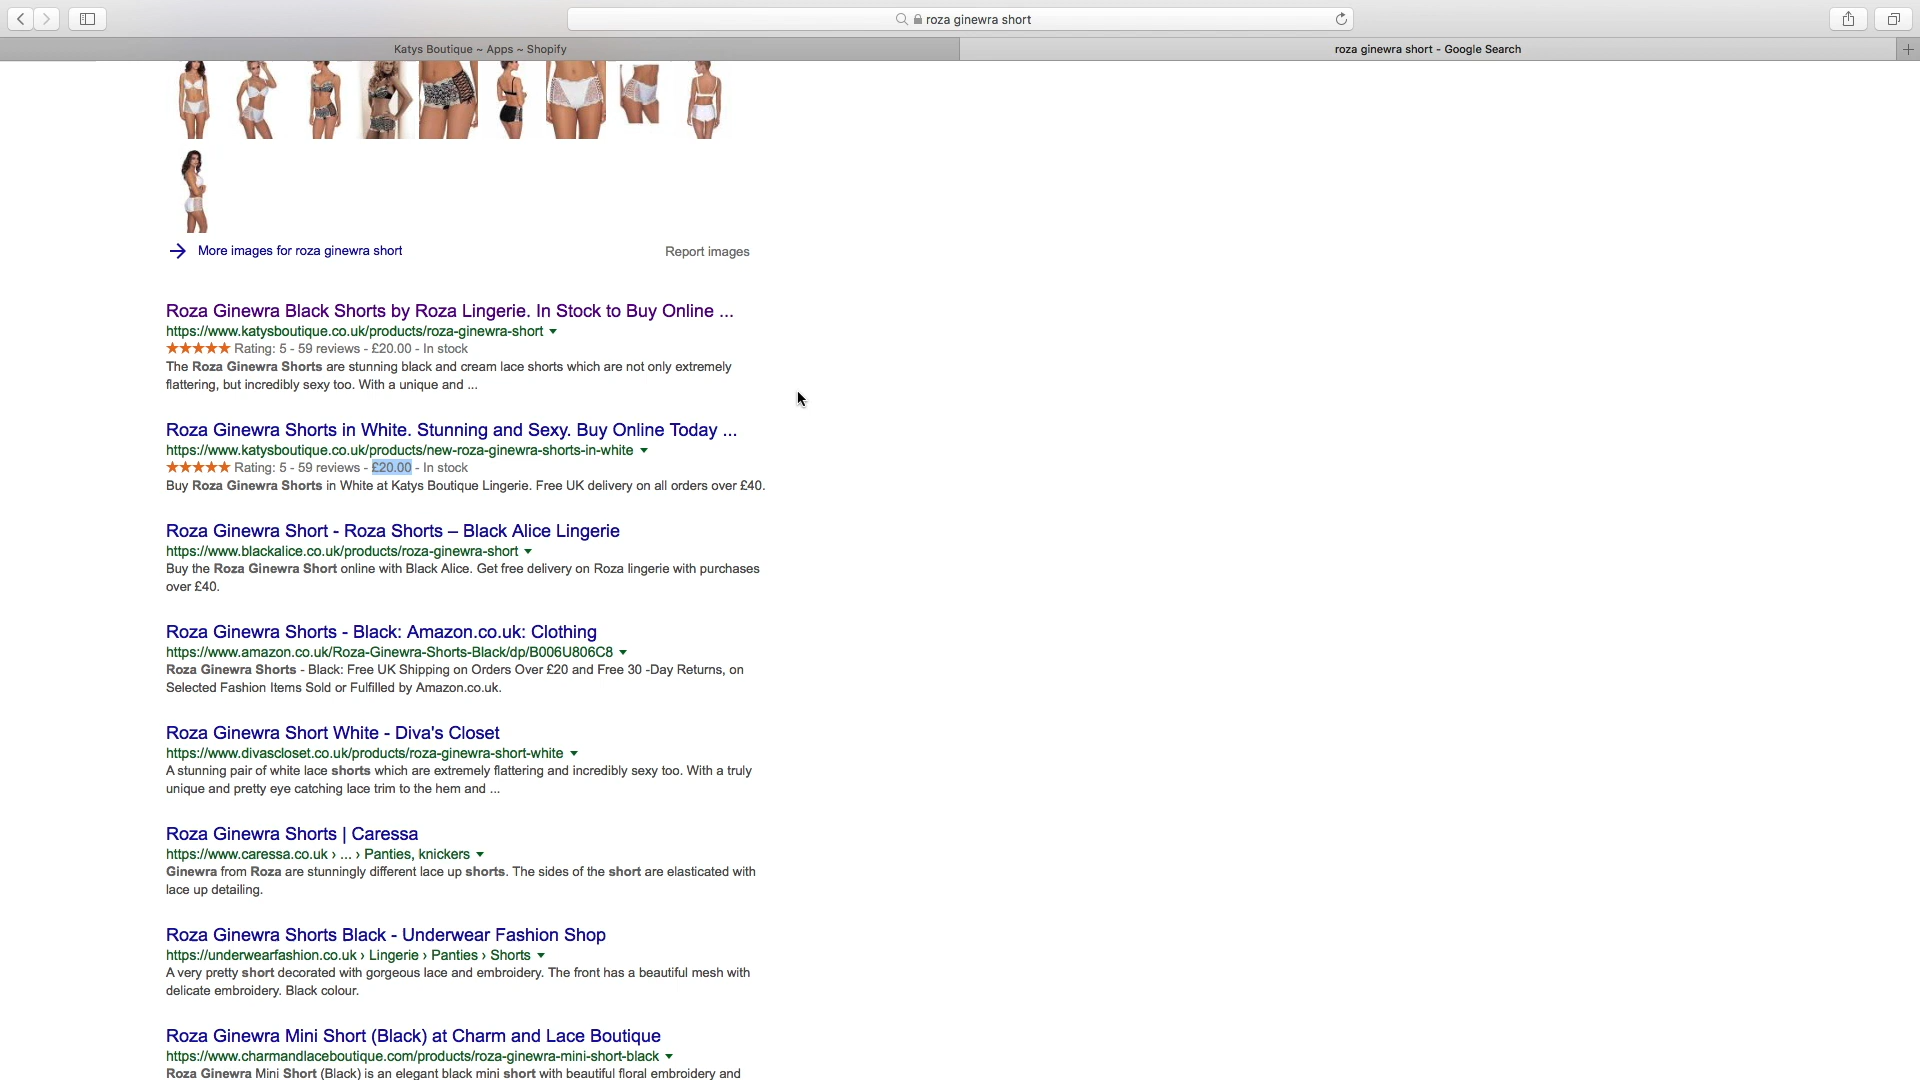 roza ginewra short
Katys Boutique ~ Apps ~ Shopify
roza ginewra short - Google Search
More images for roza ginewra short
Report images
Roza Ginewra Black Shorts by Roza Lingerie. In Stock to Buy Online ...
https://www.katysboutique.co.uk/products/roza-ginewra-short
Rating: 5 - 59 reviews - £20.00 - In stock
The Roza Ginewra Shorts are stunning black and cream lace shorts which are not only extremely
flattering, but incredibly sexy too. With a unique and ...
Roza Ginewra Shorts in White. Stunning and Sexy. Buy Online Today ...
https://www.katysboutique.co.uk/products/new-roza-ginewra-shorts-in-white
Rating: 5 - 59 reviews - £20.00 - In stock
Buy Roza Ginewra Shorts in White at Katys Boutique Lingerie. Free UK delivery on all orders over £40.
Roza Ginewra Short - Roza Shorts – Black Alice Lingerie
https://www.blackalice.co.uk/products/roza-ginewra-short
Buy the Roza Ginewra Short online with Black Alice. Get free delivery on Roza lingerie with purchases
over £40.
Roza Ginewra Shorts - Black: Amazon.co.uk: Clothing
https://www.amazon.co.uk/Roza-Ginewra-Shorts-Black/dp/B006U806C8
Roza Ginewra Shorts - Black: Free UK Shipping on Orders Over £20 and Free 30 -Day Returns, on
Selected Fashion Items Sold or Fulfilled by Amazon.co.uk.
Roza Ginewra Short White - Diva's Closet
https://www.divascloset.co.uk/products/roza-ginewra-short-white
A stunning pair of white lace shorts which are extremely flattering and incredibly sexy too. With a truly
unique and pretty eye catching lace trim to the hem and ...
Roza Ginewra Shorts | Caressa
https://www.caressa.co.uk › ... › Panties, knickers
Ginewra from Roza are stunningly different lace up shorts. The sides of the short are elasticated with
lace up detailing.
Roza Ginewra Shorts Black - Underwear Fashion Shop
https://underwearfashion.co.uk › Lingerie › Panties › Shorts
A very pretty short decorated with gorgeous lace and embroidery. The front has a beautiful mesh with
delicate embroidery. Black colour.
Roza Ginewra Mini Short (Black) at Charm and Lace Boutique
https://www.charmandlaceboutique.com/products/roza-ginewra-mini-short-black
Roza Ginewra Mini Short (Black) is an elegant black mini short with beautiful floral embroidery and